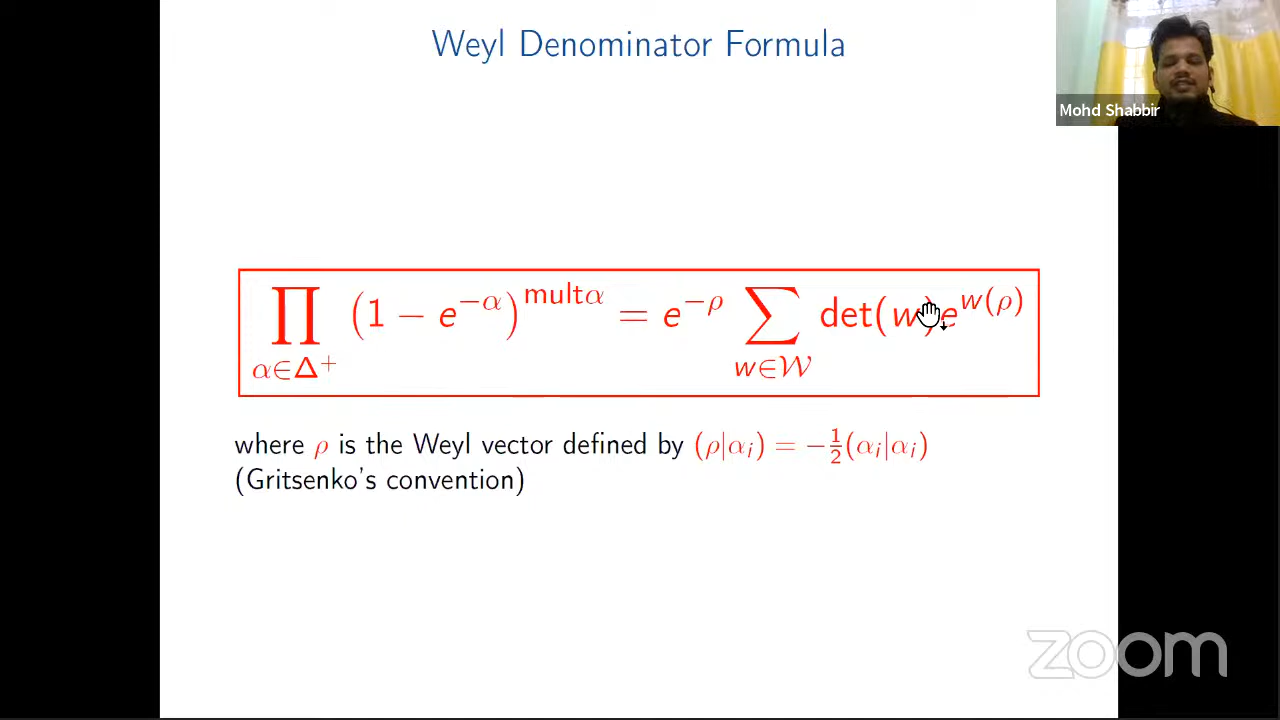 Weyl Denominator Formula
Mohd Shabbir
∏_{α∈Δ⁺} (1 − e^{−α})^{multα} = e^{−ρ} ∑_{w∈𝒲} det(w)e^{w(ρ)}
where ρ is the Weyl vector defined by (ρ|αᵢ) = −½(αᵢ|αᵢ)
(Gritsenko's convention)
zoom